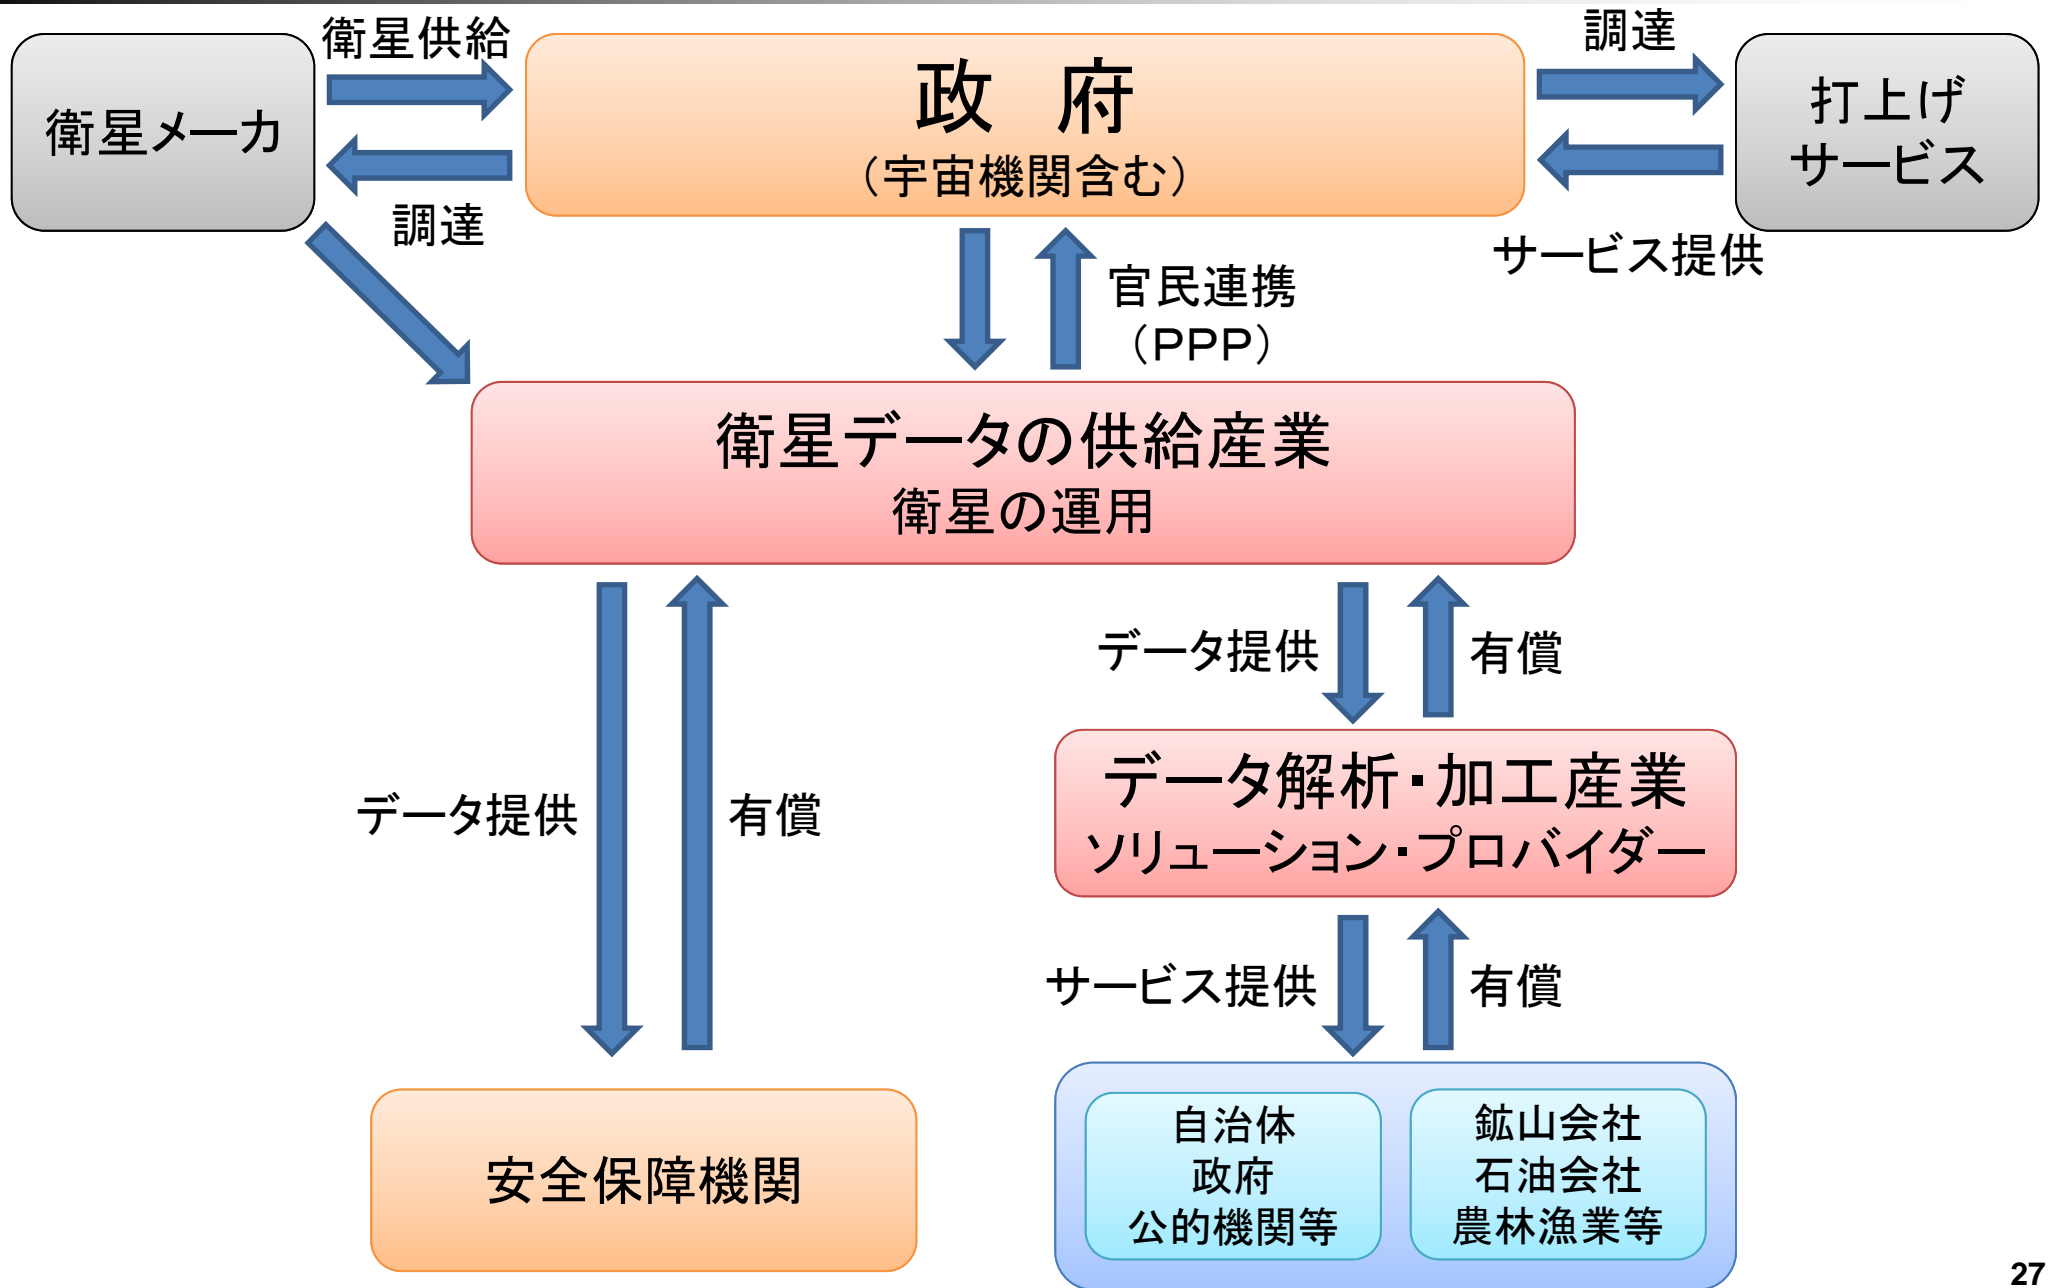 衛星供給
調達
衛星メーカ
政　府
（宇宙機関含む）
打上げ
サービス
調達
サービス提供
官民連携
（PPP）
衛星データの供給産業
衛星の運用
データ提供
有償
データ提供
有償
データ解析・加工産業
ソリューション・プロバイダー
サービス提供
有償
安全保障機関
自治体
政府
公的機関等
鉱山会社
石油会社
農林漁業等
27